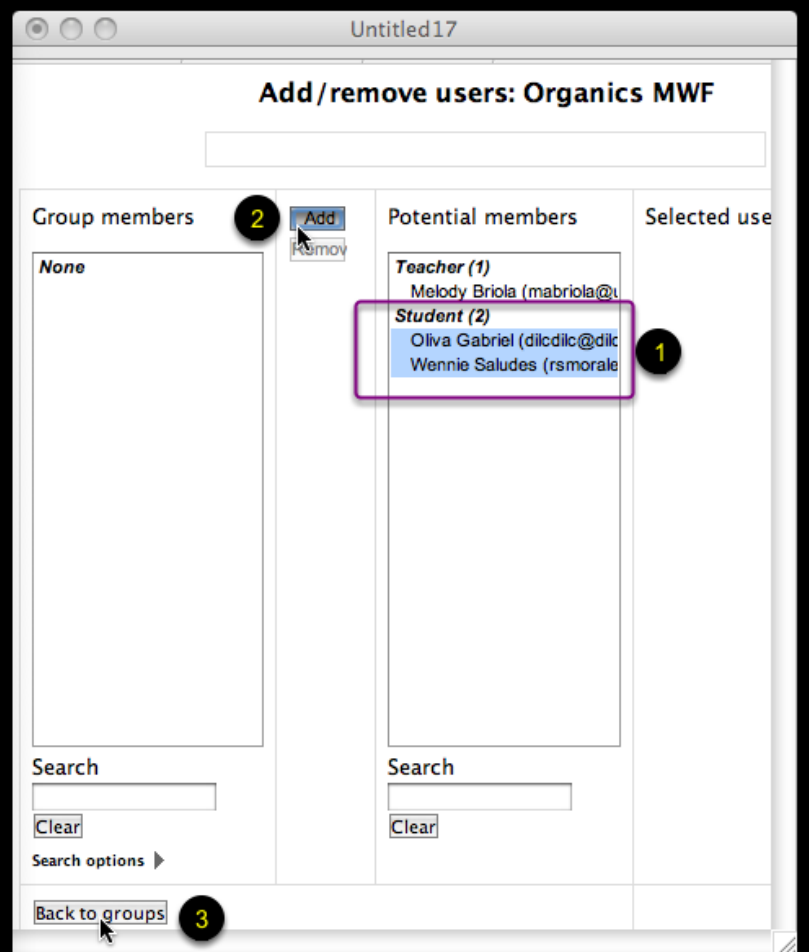 Untitled17
Add/remove users: Organics MWF
Group members
2
Add
Potential members
Selected use
Remov
None
Teacher (1)
Melody Briola (mabriola@u
Student (2)
Oliva Gabriel (dilcdilc@dilc
Wennie Saludes (rsmorale
1
Search
Search
Clear
Clear
Search options
Back to groups
3